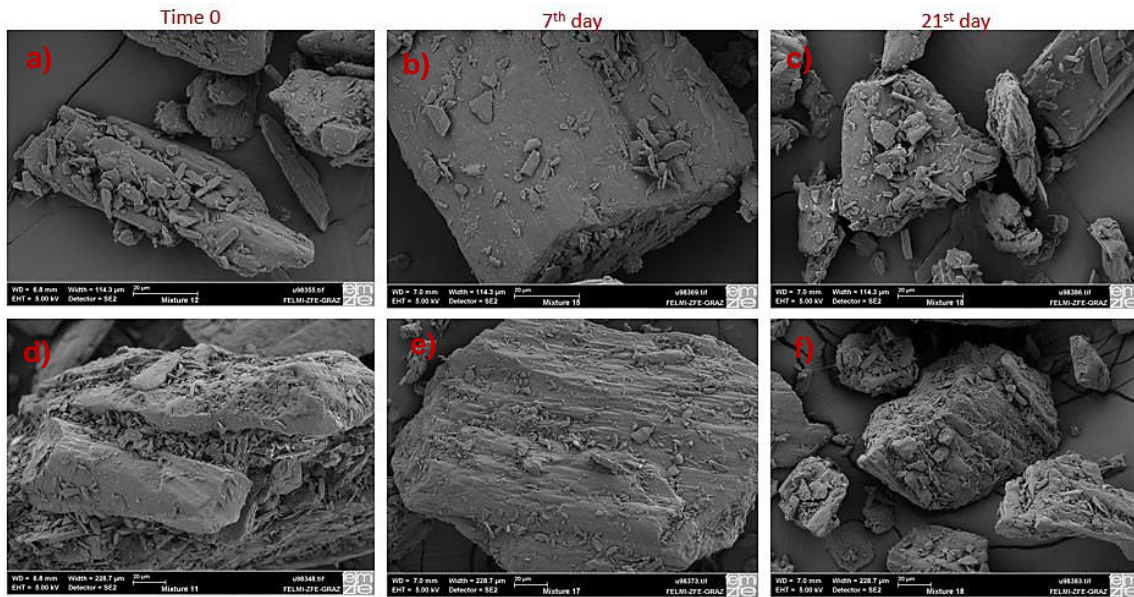 Time 0
7th day
21st day
a)
b)
c)
WD = 6.8 mm Width = 114.3 µm 20 µm u98355.tif
EHT = 5.00 kV Detector = SE2 Mixture 12 FELMI-ZFE-GRAZ
WD = 7.0 mm Width = 114.3 µm 20 µm u98369.tif
EHT = 5.00 kV Detector = SE2 Mixture 15 FELMI-ZFE-GRAZ
WD = 7.0 mm Width = 114.3 µm 20 µm u98386.tif
EHT = 5.00 kV Detector = SE2 Mixture 18 FELMI-ZFE-GRAZ
d)
e)
f)
WD = 6.8 mm Width = 228.7 µm 20 µm u98348.tif
EHT = 5.00 kV Detector = SE2 Mixture 11 FELMI-ZFE-GRAZ
WD = 7.0 mm Width = 228.7 µm 20 µm u98373.tif
EHT = 5.00 kV Detector = SE2 Mixture 17 FELMI-ZFE-GRAZ
WD = 7.0 mm Width = 228.7 µm 20 µm u98383.tif
EHT = 5.00 kV Detector = SE2 Mixture 18 FELMI-ZFE-GRAZ